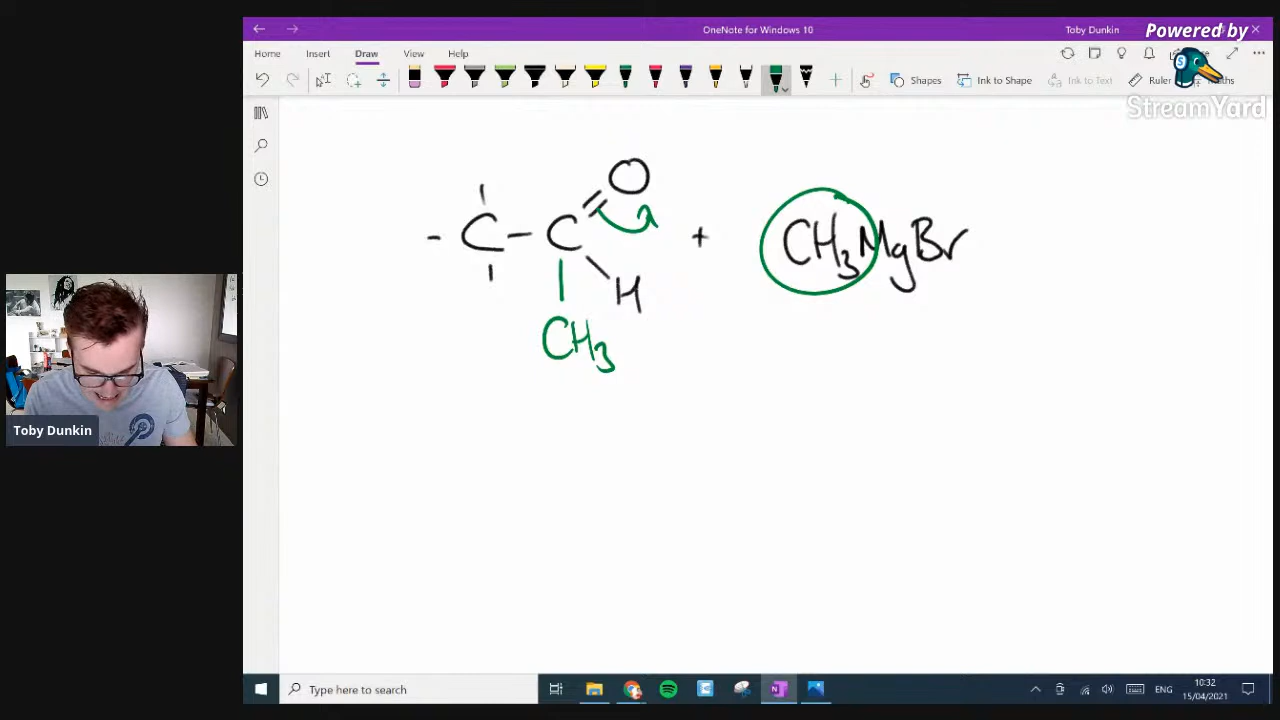 OneNote for Windows 10
Toby Dunkin
Powered by
Home Insert Draw View Help
Shapes Ink to Shape Ink to Text Ruler Maths
StreamYard
O
- C - C + CH3MgBr
H
CH3
Toby Dunkin
Type here to search
ENG
10:32
15/04/2021